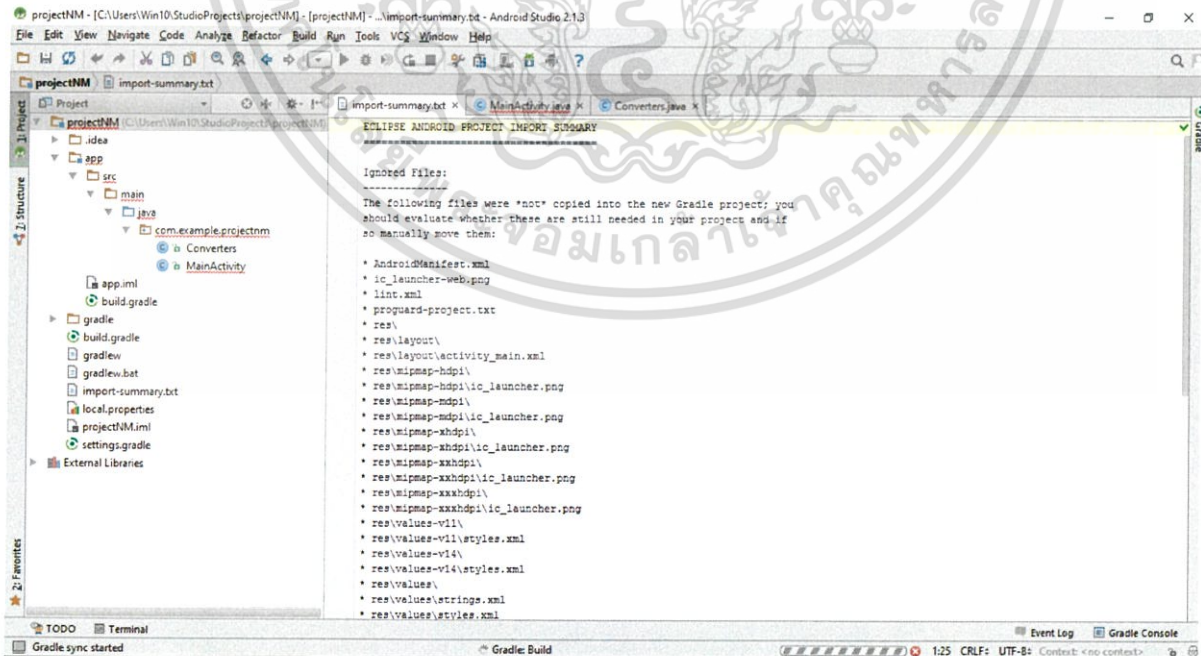 projectNM - [C:\Users\Win10\StudioProjects\projectNM] - [projectNM] - ...\import-summary.txt - Android Studio 2.1.3
File Edit View Navigate Code Analyze Refactor Build Run Tools VCS Window Help
projectNM import-summary.txt
Project
import-summary.txt MainActivity.java Converters.java
1: Project
Z: Structure
2: Favorites
Gradle
projectNM (C:\Users\Win10\StudioProjects\projectNM)
.idea
app
src
main
java
com.example.projectnm
Converters
MainActivity
app.iml
build.gradle
gradle
build.gradle
gradlew
gradlew.bat
import-summary.txt
local.properties
projectNM.iml
settings.gradle
External Libraries
ECLIPSE ANDROID PROJECT IMPORT SUMMARY
======================================
Ignored Files:
--------------
The following files were *not* copied into the new Gradle project; you
should evaluate whether these are still needed in your project and if
so manually move them:
* AndroidManifest.xml
* ic_launcher-web.png
* lint.xml
* proguard-project.txt
* res\
* res\layout\
* res\layout\activity_main.xml
* res\mipmap-hdpi\
* res\mipmap-hdpi\ic_launcher.png
* res\mipmap-mdpi\
* res\mipmap-mdpi\ic_launcher.png
* res\mipmap-xhdpi\
* res\mipmap-xhdpi\ic_launcher.png
* res\mipmap-xxhdpi\
* res\mipmap-xxhdpi\ic_launcher.png
* res\mipmap-xxxhdpi\
* res\mipmap-xxxhdpi\ic_launcher.png
* res\values-v11\
* res\values-v11\styles.xml
* res\values-v14\
* res\values-v14\styles.xml
* res\values\
* res\values\strings.xml
* res\values\styles.xml
TODO Terminal
Event Log Gradle Console
Gradle sync started
Gradle: Build
1:25 CRLF: UTF-8: Context: <no context>